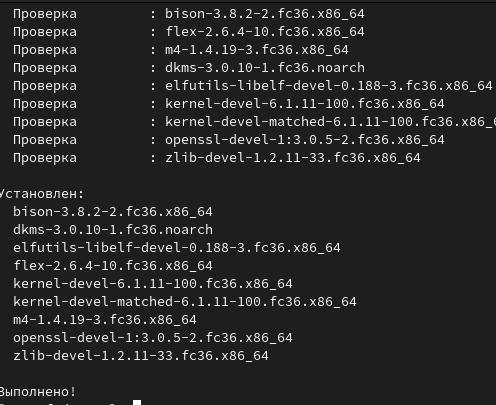 Проверка : bison-3.8.2-2.fc36.x86_64
Проверка : flex-2.6.4-10.fc36.x86_64
Проверка : m4-1.4.19-3.fc36.x86_64
Проверка : dkms-3.0.10-1.fc36.noarch
Проверка : elfutils-libelf-devel-0.188-3.fc36.x86_64
Проверка : kernel-devel-6.1.11-100.fc36.x86_64
Проверка : kernel-devel-matched-6.1.11-100.fc36.x86_6
Проверка : openssl-devel-1:3.0.5-2.fc36.x86_64
Проверка : zlib-devel-1.2.11-33.fc36.x86_64
Установлен:
bison-3.8.2-2.fc36.x86_64
dkms-3.0.10-1.fc36.noarch
elfutils-libelf-devel-0.188-3.fc36.x86_64
flex-2.6.4-10.fc36.x86_64
kernel-devel-6.1.11-100.fc36.x86_64
kernel-devel-matched-6.1.11-100.fc36.x86_64
m4-1.4.19-3.fc36.x86_64
openssl-devel-1:3.0.5-2.fc36.x86_64
zlib-devel-1.2.11-33.fc36.x86_64
Выполнено!